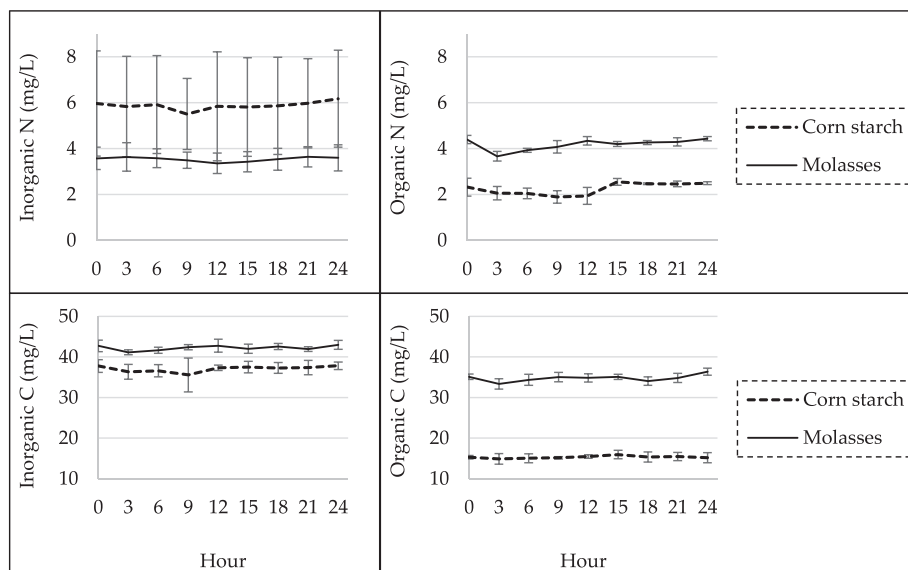 Inorganic N (mg/L)
8
6
4
2
0
0 3 6 9 12 15 18 21 24
Organic N (mg/L)
8
6
4
2
0
0 3 6 9 12 15 18 21 24
Corn starch
Molasses
Inorganic C (mg/L)
50
40
30
20
10
0 3 6 9 12 15 18 21 24
Hour
Organic C (mg/L)
50
40
30
20
10
0 3 6 9 12 15 18 21 24
Hour
Corn starch
Molasses